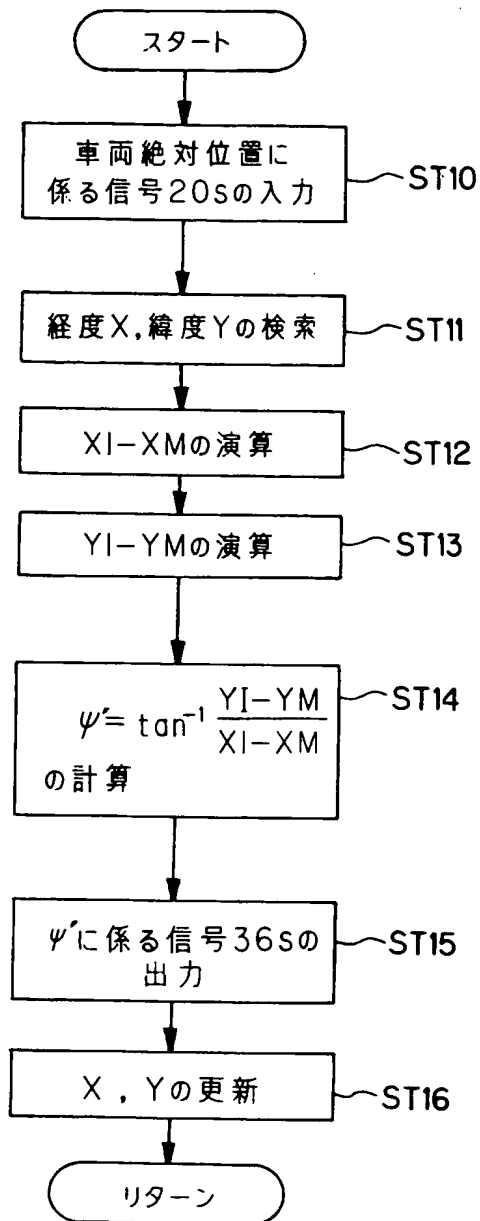 スタート
車両絶対位置に
係る信号20sの入力
ST10
経度X,緯度Yの検索
ST11
XI-XMの演算
ST12
YI-YMの演算
ST13
ψ'= tan⁻¹ YI-YM / XI-XM
の計算
ST14
ψ'に係る信号36sの
出力
ST15
X , Yの更新
ST16
リターン